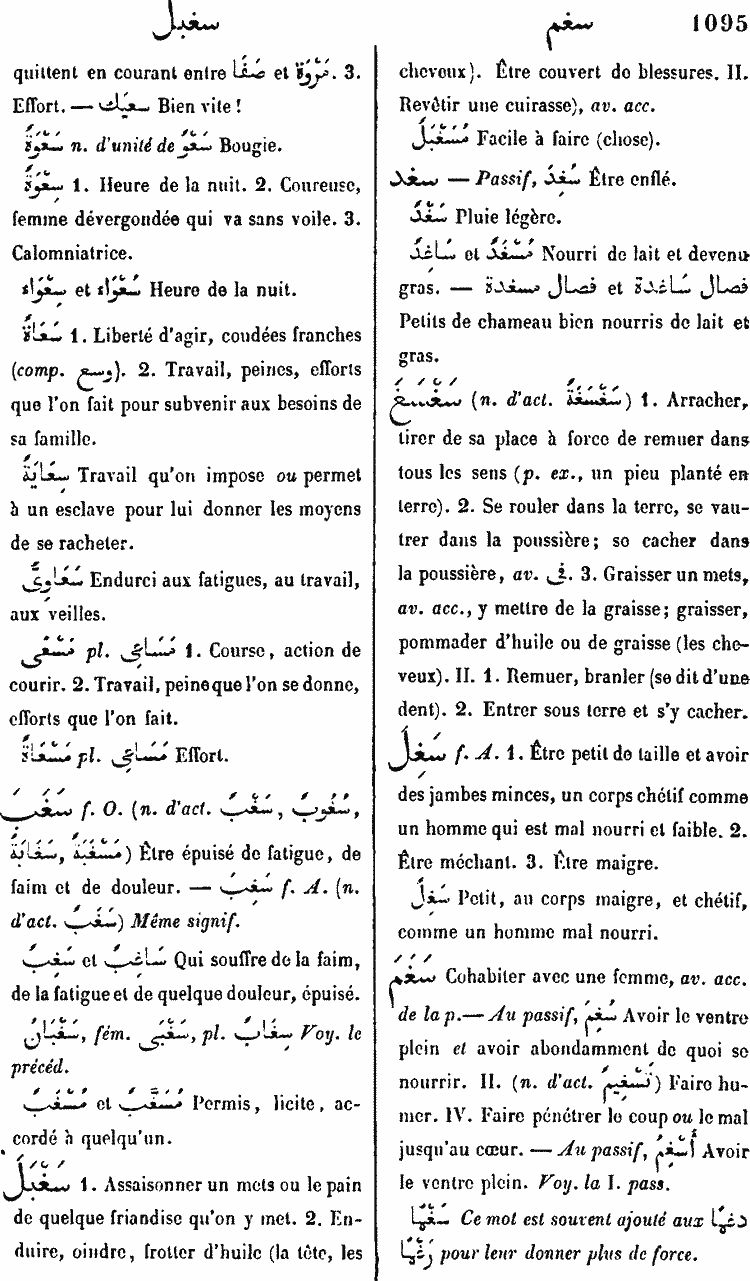 سغبل
سغم
1095
quittent en courant entre صَفًا et مَرْوَة. 3.
Effort. — سعيك Bien vite !
سَعْوَةٌ n. d'unité de سَعْوٌ Bougie.
سِعْوَةٌ 1. Heure de la nuit. 2. Coureuse,
femme dévergondée qui va sans voile. 3.
Calomniatrice.
سِعْوَاء et سُعْوَاء Heure de la nuit.
سَعَاةٌ 1. Liberté d'agir, coudées franches
(comp. وسع). 2. Travail, peines, efforts
que l'on fait pour subvenir aux besoins de
sa famille.
سِعَايَةٌ Travail qu'on impose ou permet
à un esclave pour lui donner les moyens
de se racheter.
سَعَاوِىٌّ Endurci aux fatigues, au travail,
aux veilles.
مَسْعًى pl. مَسَاعٍى 1. Course, action de
courir. 2. Travail, peine que l'on se donne,
efforts que l'on fait.
مَسْعَاةٌ pl. مَسَاعٍى Effort.
سَغَبَ f. O. (n. d'act. سَغْبٌ, سُغُوبٌ,
سَغَابَةٌ, مَسْغَبَةٌ) Être épuisé de fatigue, de
faim et de douleur. — سَغِبَ f. A. (n.
d'act. سَغَبٌ) Même signif.
سَغِبٌ et سَاغِبٌ Qui souffre de la faim,
de la fatigue et de quelque douleur, épuisé.
سَغْبَانُ, fém. سَغْبَى, pl. سِغَابٌ Voy. le
précéd.
مُسْغَبٌ et مُسَغَّبٌ Permis, licite, ac-
cordé à quelqu'un.
سَغْبَلَ 1. Assaisonner un mets ou le pain
de quelque friandise qu'on y met. 2. En-
duire, oindre, frotter d'huile (la tête, les
cheveux). Être couvert de blessures. II.
Revêtir une cuirasse), av. acc.
مُسَغْبَلٌ Facile à faire (chose).
سغد — Passif, سُغِدَ Être enflé.
سَغْدٌ Pluie légère.
سَاغِدٌ et مُسْغَدٌ Nourri de lait et devenu
gras. — فصال مسغدة et فصال سَاغدة
Petits de chameau bien nourris de lait et
gras.
سَغْسَغَ (n. d'act. سَغْسَغَةٌ) 1. Arracher,
tirer de sa place à force de remuer dans
tous les sens (p. ex., un pieu planté en
terre). 2. Se rouler dans la terre, se vau-
trer dans la poussière; se cacher dans
la poussière, av. فى. 3. Graisser un mets,
av. acc., y mettre de la graisse; graisser,
pommader d'huile ou de graisse (les che-
veux). II. 1. Remuer, branler (se dit d'une
dent). 2. Entrer sous terre et s'y cacher.
سَغِلَ f. A. 1. Être petit de taille et avoir
des jambes minces, un corps chétif comme
un homme qui est mal nourri et faible. 2.
Être méchant. 3. Être maigre.
سَغِلٌ Petit, au corps maigre, et chétif,
comme un homme mal nourri.
سَغَمَ Cohabiter avec une femme, av. acc.
de la p. — Au passif, سُغِمَ Avoir le ventre
plein et avoir abondamment de quoi se
nourrir. II. (n. d'act. تَسْغِيمٌ) Faire hu-
mer. IV. Faire pénétrer le coup ou le mal
jusqu'au cœur. — Au passif, أُسْغِمَ Avoir
le ventre plein. Voy. la I. pass.
سَغْمًا Ce mot est souvent ajouté aux دغمًا
رَغْمًا pour leur donner plus de force.